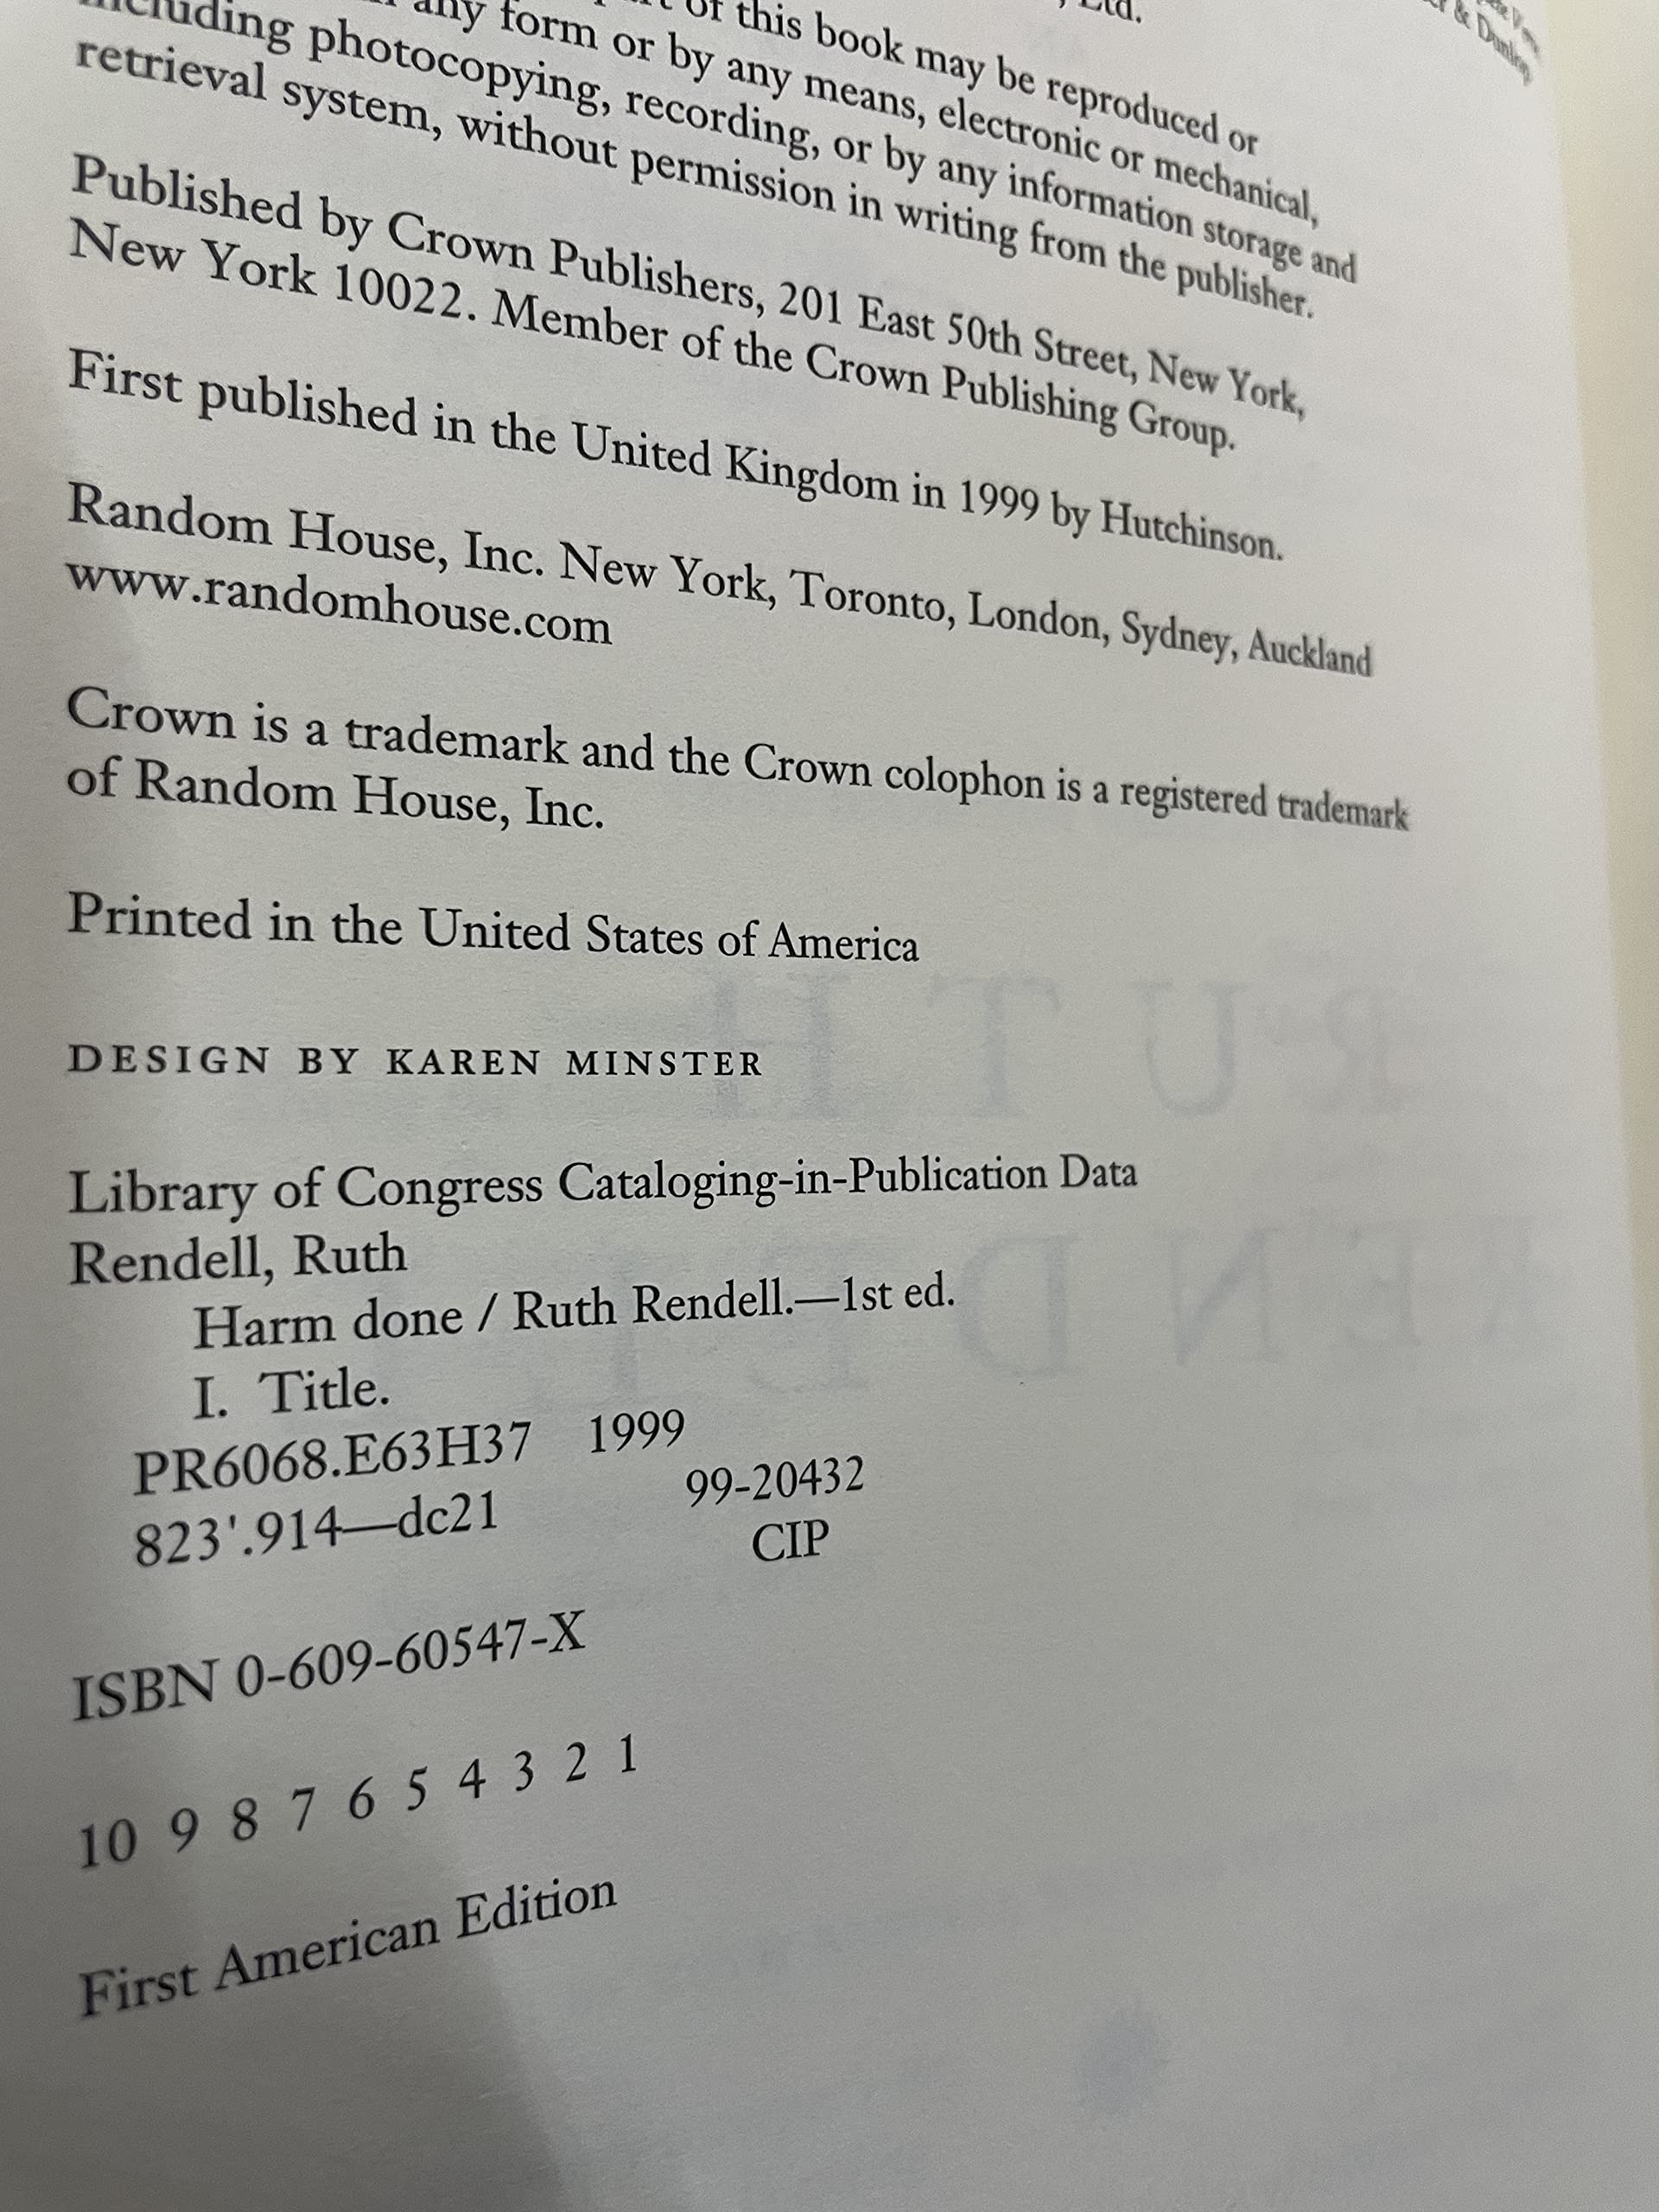 , Ltd.
& Dunlop
of this book may be reproduced or
any form or by any means, electronic or mechanical,
including photocopying, recording, or by any information storage and
retrieval system, without permission in writing from the publisher.
Published by Crown Publishers, 201 East 50th Street, New York,
New York 10022. Member of the Crown Publishing Group.
First published in the United Kingdom in 1999 by Hutchinson.
Random House, Inc. New York, Toronto, London, Sydney, Auckland
www.randomhouse.com
Crown is a trademark and the Crown colophon is a registered trademark
of Random House, Inc.
Printed in the United States of America
DESIGN BY KAREN MINSTER
Library of Congress Cataloging-in-Publication Data
Rendell, Ruth
Harm done / Ruth Rendell.—1st ed.
I. Title.
PR6068.E63H37 1999
823'.914—dc21 99-20432
CIP
ISBN 0-609-60547-X
10 9 8 7 6 5 4 3 2 1
First American Edition